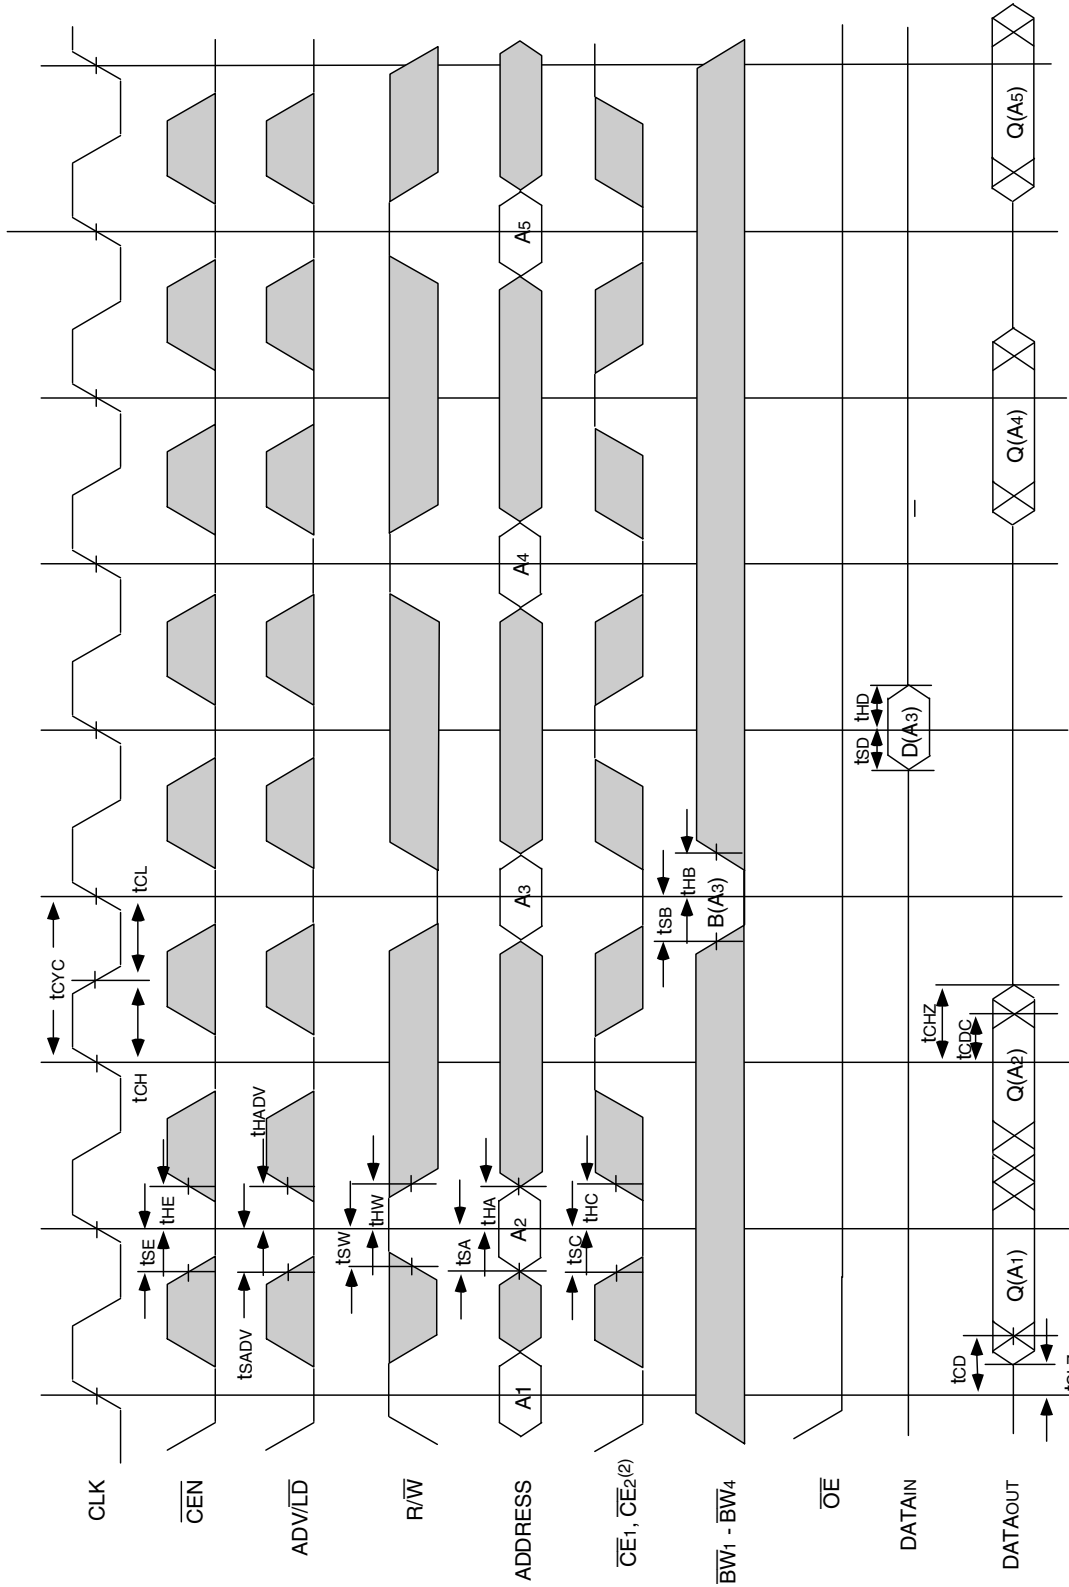 CLK
tCYC
tCH
tCL
CEN
tSE
tHE
ADV/LD
tSADV
tHADV
R/W
tSW
tHW
ADDRESS
A1
tSA
tHA
A2
A3
A4
A5
CE1, CE2(2)
tSC
tHC
BW1 - BW4
tSB
tHB
B(A3)
OE
DATAIN
tSD
tHD
D(A3)
DATAOUT
tCD
tCHZ
tCDC
Q(A1)
Q(A2)
Q(A4)
Q(A5)